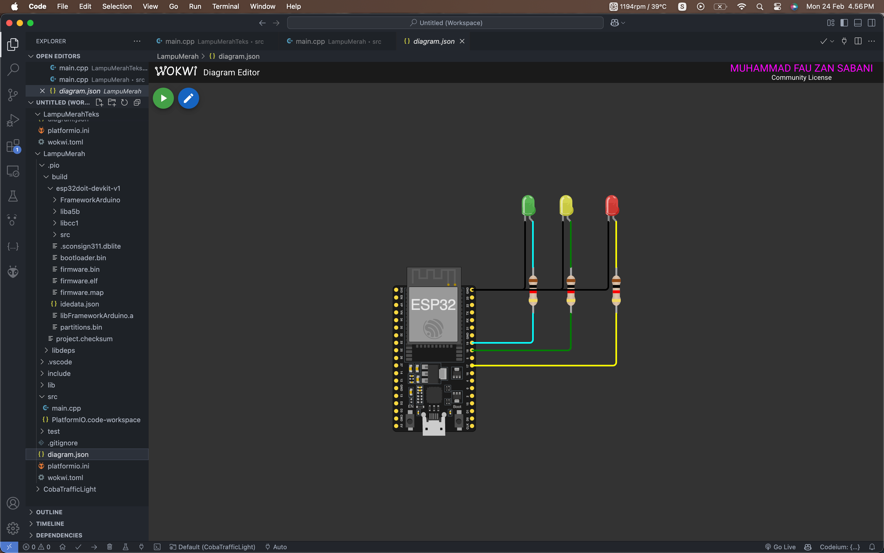 Code File Edit Selection View Go Run Terminal Window Help
1194rpm / 39°C
S
Mon 24 Feb 4.56 PM
Untitled (Workspace)
EXPLORER
main.cpp LampuMerahTeks - src
main.cpp LampuMerah - src
{} diagram.json
OPEN EDITORS
main.cpp LampuMerahTeks...
main.cpp LampuMerah - src
{} diagram.json LampuMerah
LampuMerah > {} diagram.json
WOKWI Diagram Editor
MUHAMMAD FAU ZAN SABANI
Community License
UNTITLED (WOR...
LampuMerahTeks
diagram.json
platformio.ini
wokwi.toml
LampuMerah
.pio
build
esp32doit-devkit-v1
FrameworkArduino
liba5b
libcc1
src
.sconsign311.dblite
bootloader.bin
firmware.bin
firmware.elf
firmware.map
{} idedata.json
libFrameworkArduino.a
partitions.bin
project.checksum
libdeps
.vscode
include
lib
src
main.cpp
{} PlatformIO.code-workspace
test
.gitignore
{} diagram.json
platformio.ini
wokwi.toml
CobaTrafficLight
OUTLINE
TIMELINE
DEPENDENCIES
1
ESP32
EN
Boot
0 0
Default (CobaTrafficLight)
Auto
Go Live
Codeium: {...}